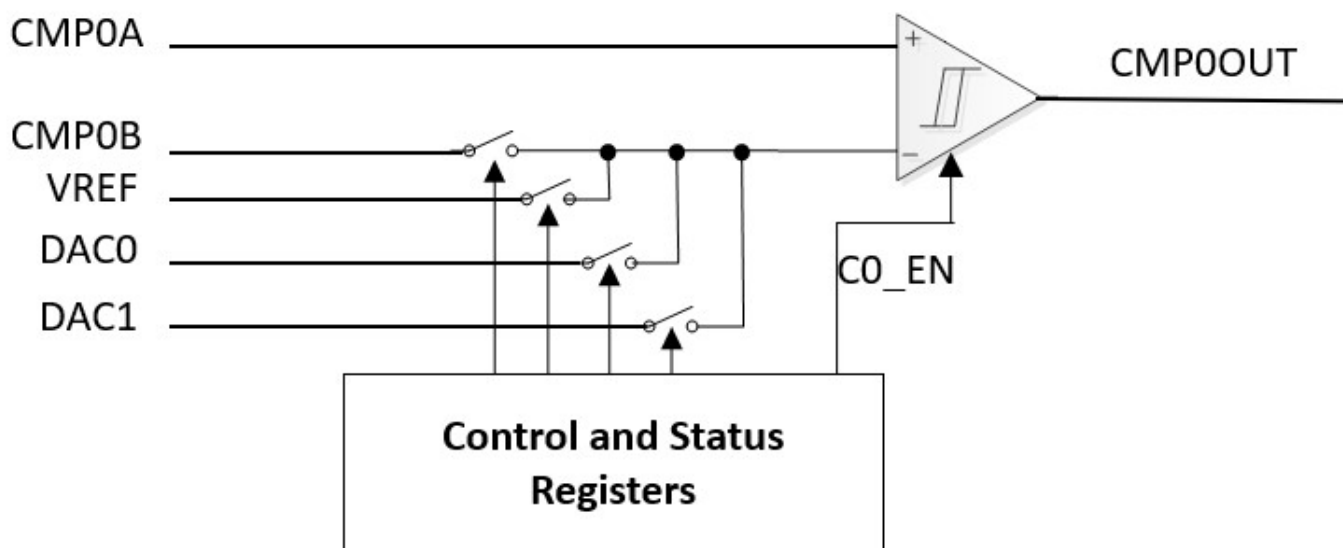 CMP0A
+
CMP0OUT
CMP0B
−
VREF
DAC0
C0_EN
DAC1
Control and Status
Registers